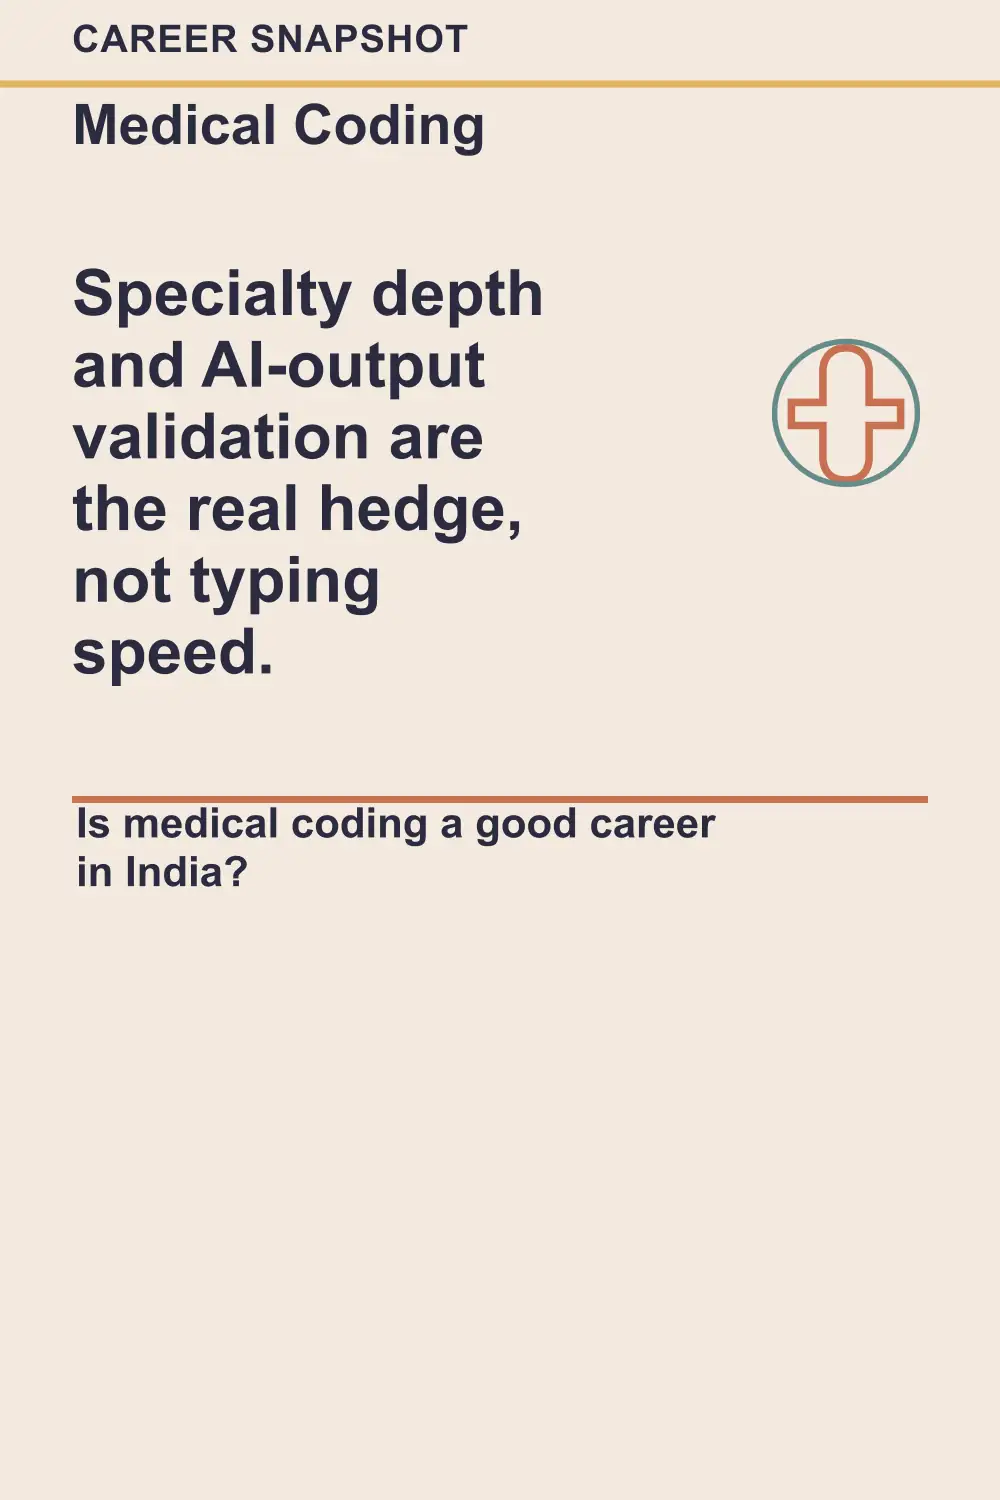 CAREER SNAPSHOT
Medical Coding
Specialty depth
and AI-output
validation are
the real hedge,
not typing
speed.
Is medical coding a good career
in India?